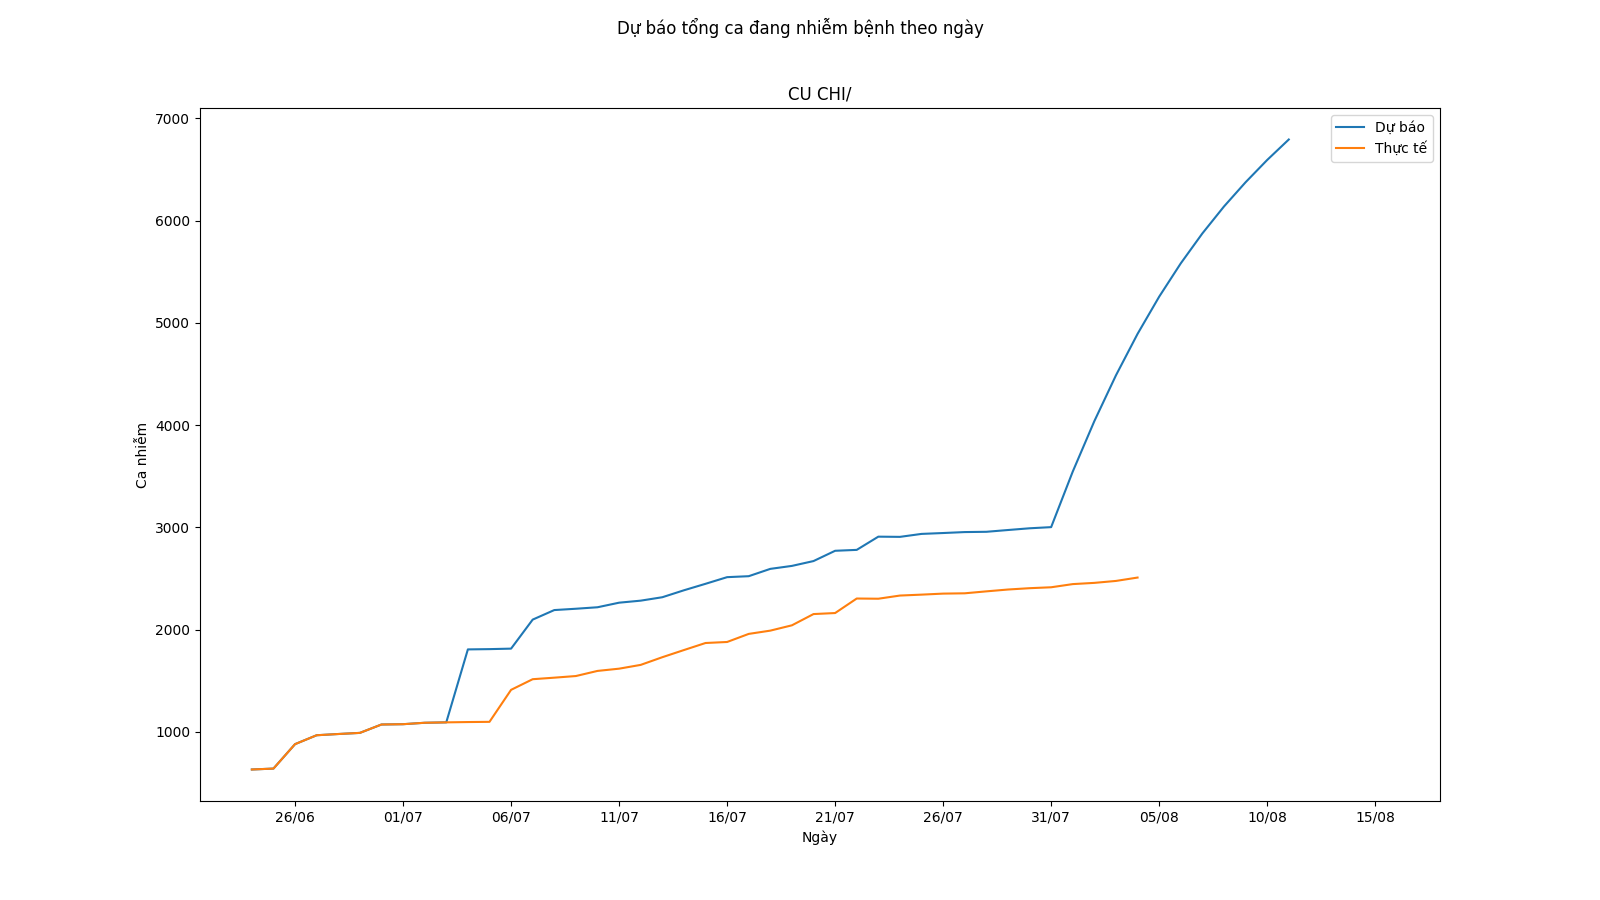 Dự báo tổng ca đang nhiễm bệnh theo ngày
CU CHI/
7000
6000
5000
4000
3000
2000
1000
Ca nhiễm
Dự báo
Thực tế
26/06 01/07 06/07 11/07 16/07 21/07 26/07 31/07 05/08 10/08 15/08
Ngày